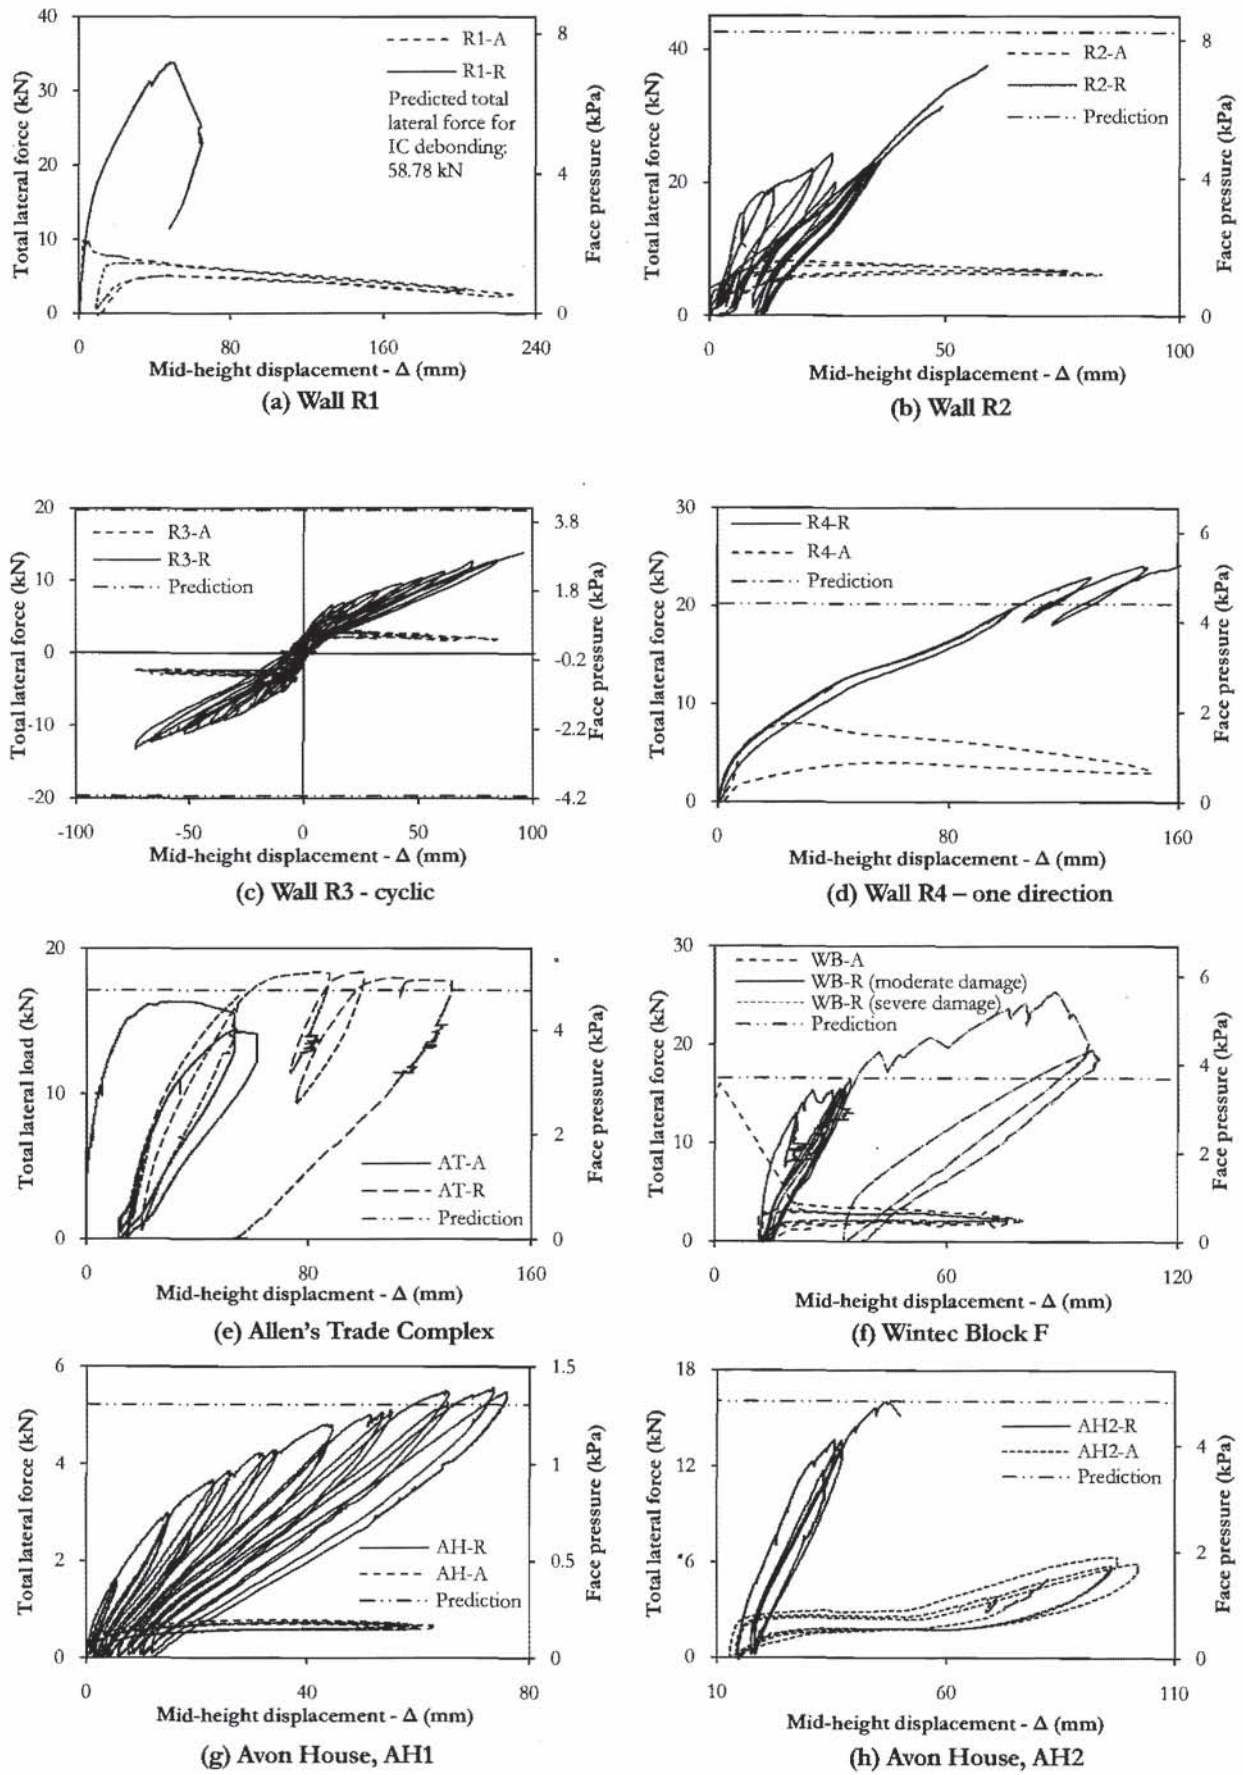 Total lateral force (kN)
40
30
20
10
0
R1-A
R1-R
Predicted total
lateral force for
IC debonding:
58.78 kN
8
4
0
Face pressure (kPa)
0 80 160 240
Mid-height displacement - Δ (mm)
(a) Wall R1
Total lateral force (kN)
40
20
0
R2-A
R2-R
Prediction
8
4
0
Face pressure (kPa)
0 50 100
Mid-height displacement - Δ (mm)
(b) Wall R2
Total lateral force (kN)
20
10
0
-10
-20
R3-A
R3-R
Prediction
3.8
1.8
-0.2
-2.2
-4.2
Face pressure (kPa)
-100 -50 0 50 100
Mid-height displacement - Δ (mm)
(c) Wall R3 - cyclic
Total lateral force (kN)
30
20
10
0
R4-R
R4-A
Prediction
6
4
2
0
Face pressure (kPa)
0 80 160
Mid-height displacement - Δ (mm)
(d) Wall R4 – one direction
Total lateral load (kN)
20
10
0
AT-A
AT-R
Prediction
4
2
0
Face pressure (kPa)
0 80 160
Mid-height displacment - Δ (mm)
(e) Allen's Trade Complex
Total lateral force (kN)
30
20
10
0
WB-A
WB-R (moderate damage)
WB-R (severe damage)
Prediction
6
4
2
0
Face pressure (kPa)
0 60 120
Mid-height displacement - Δ (mm)
(f) Wintec Block F
Total lateral force (kN)
6
4
2
0
AH-R
AH-A
Prediction
1.5
1
0.5
0
Face pressure (kPa)
0 40 80
Mid-height displacement - Δ (mm)
(g) Avon House, AH1
Total lateral force (kN)
18
12
6
0
AH2-R
AH2-A
Prediction
4
2
0
Face pressure (kPa)
10 60 110
Mid-height displacement - Δ (mm)
(h) Avon House, AH2